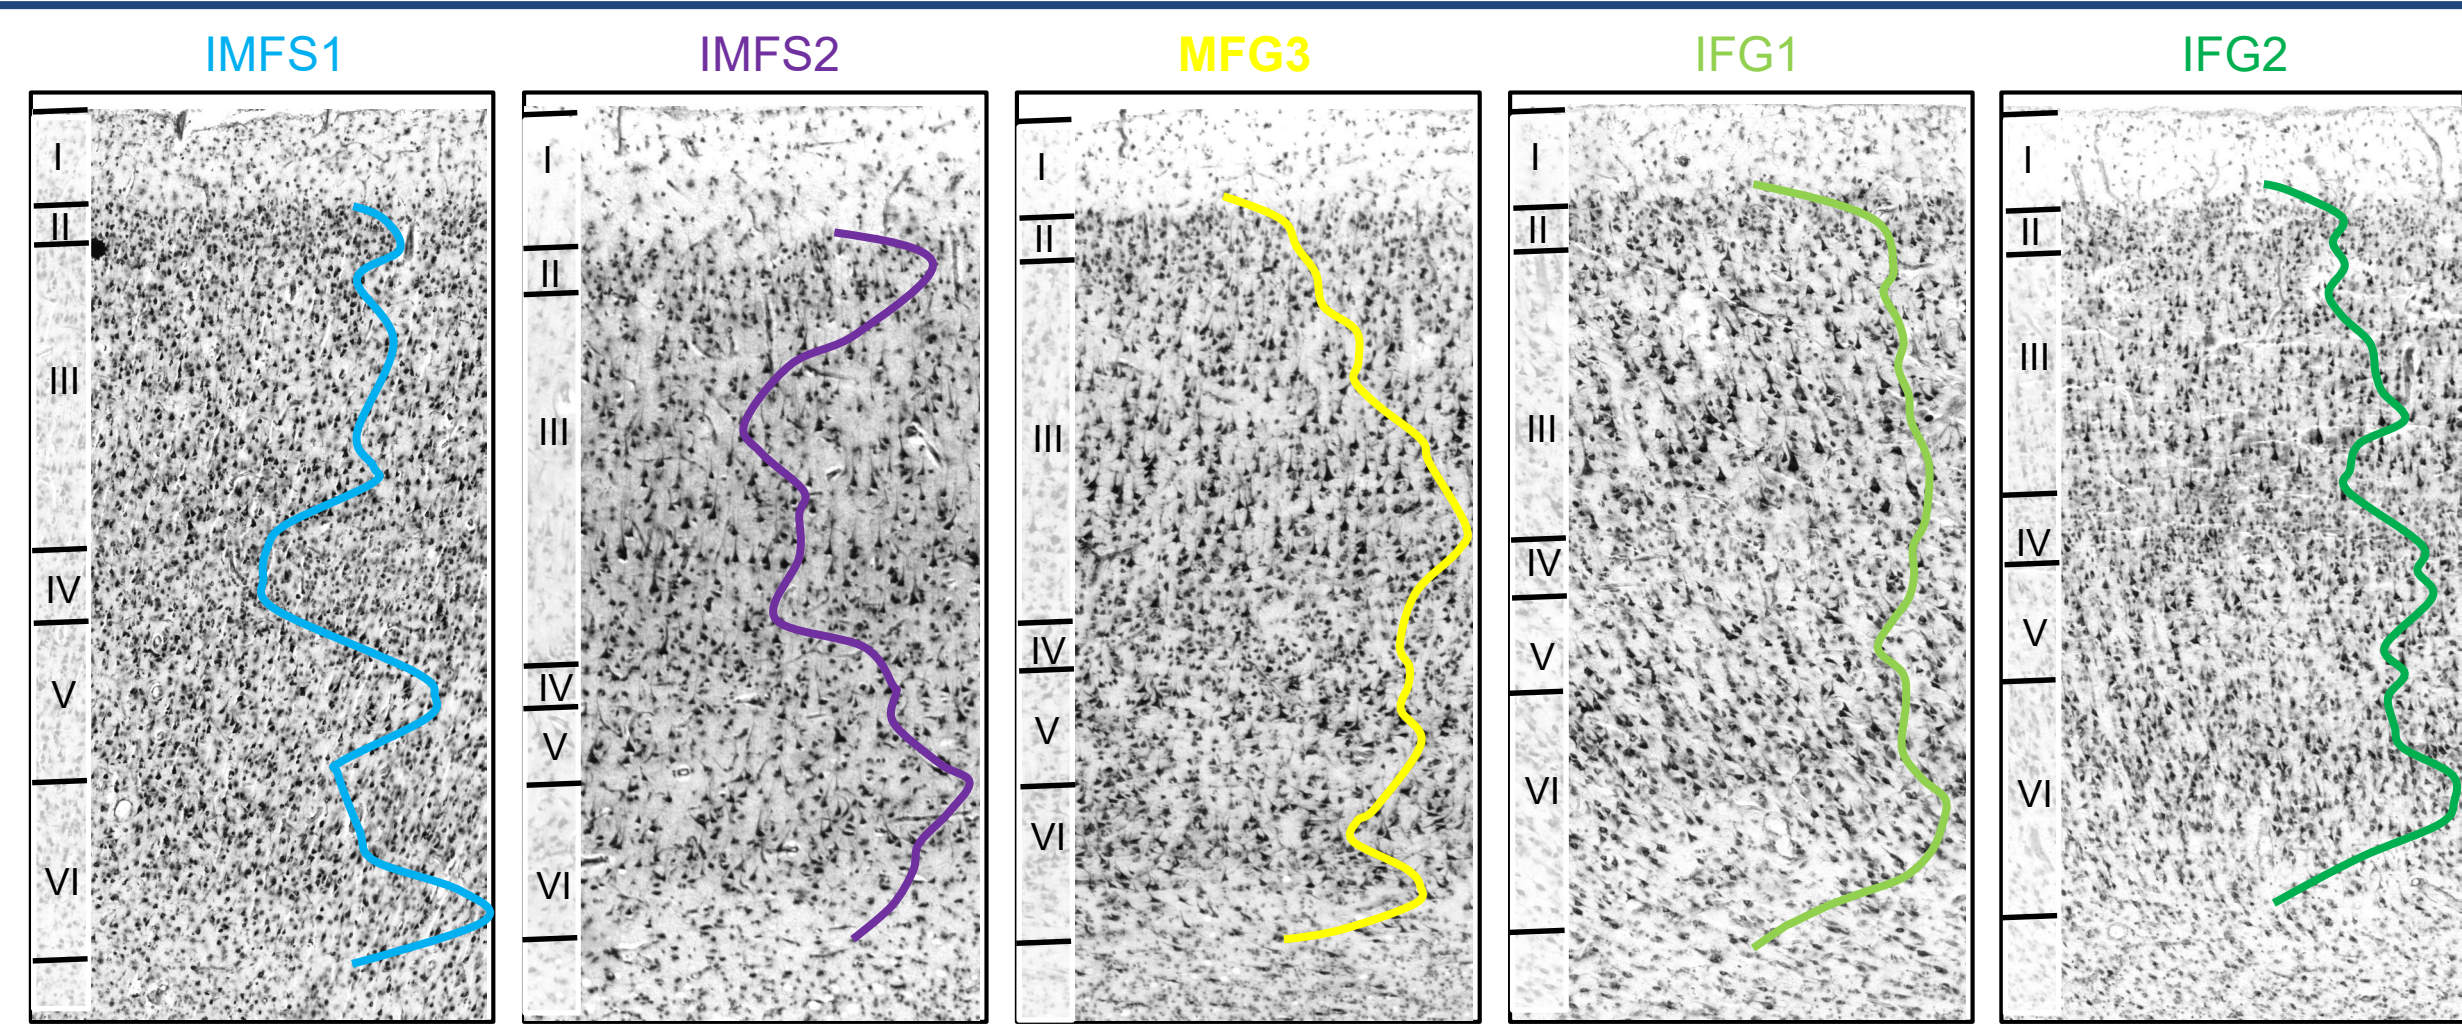 IMFS1 IMFS2 MFG3 IFG1 IFG2
I I I I I
II II II II II
III III III III III
IV IV IV IV IV
V V V V V
VI VI VI VI VI